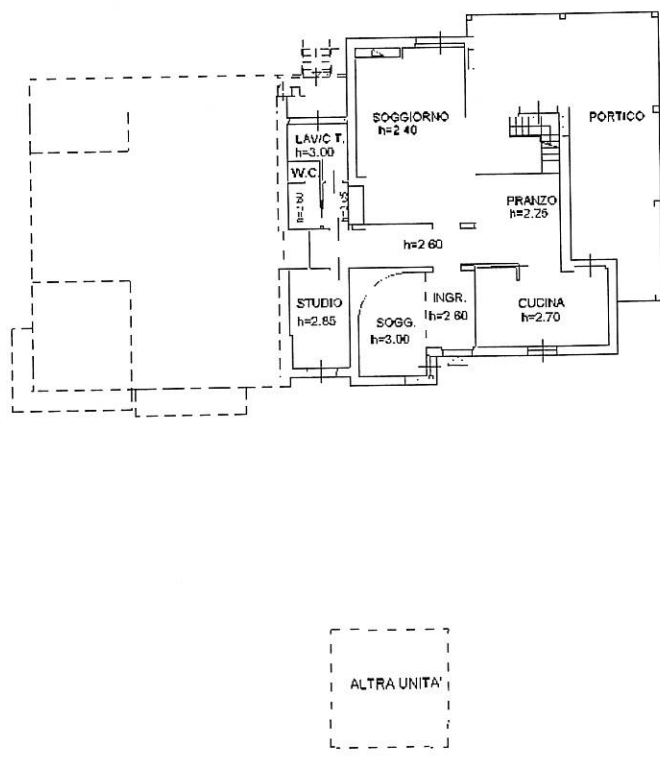 SOGGIORNO
h=2.40
PORTICO
LAV/C.T.
h=3.00
W.C.
PRANZO
h=2.25
h=2.60
STUDIO
h=2.85
SOGG.
h=3.00
INGR.
h=2.60
CUCINA
h=2.70
ALTRA UNITA'